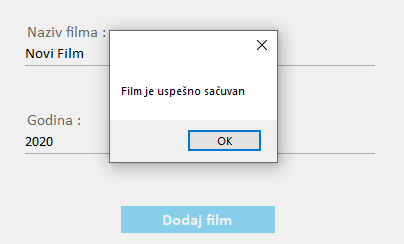 Naziv filma :
Novi Film
Film je uspešno sačuvan
OK
Godina :
2020
Dodaj film